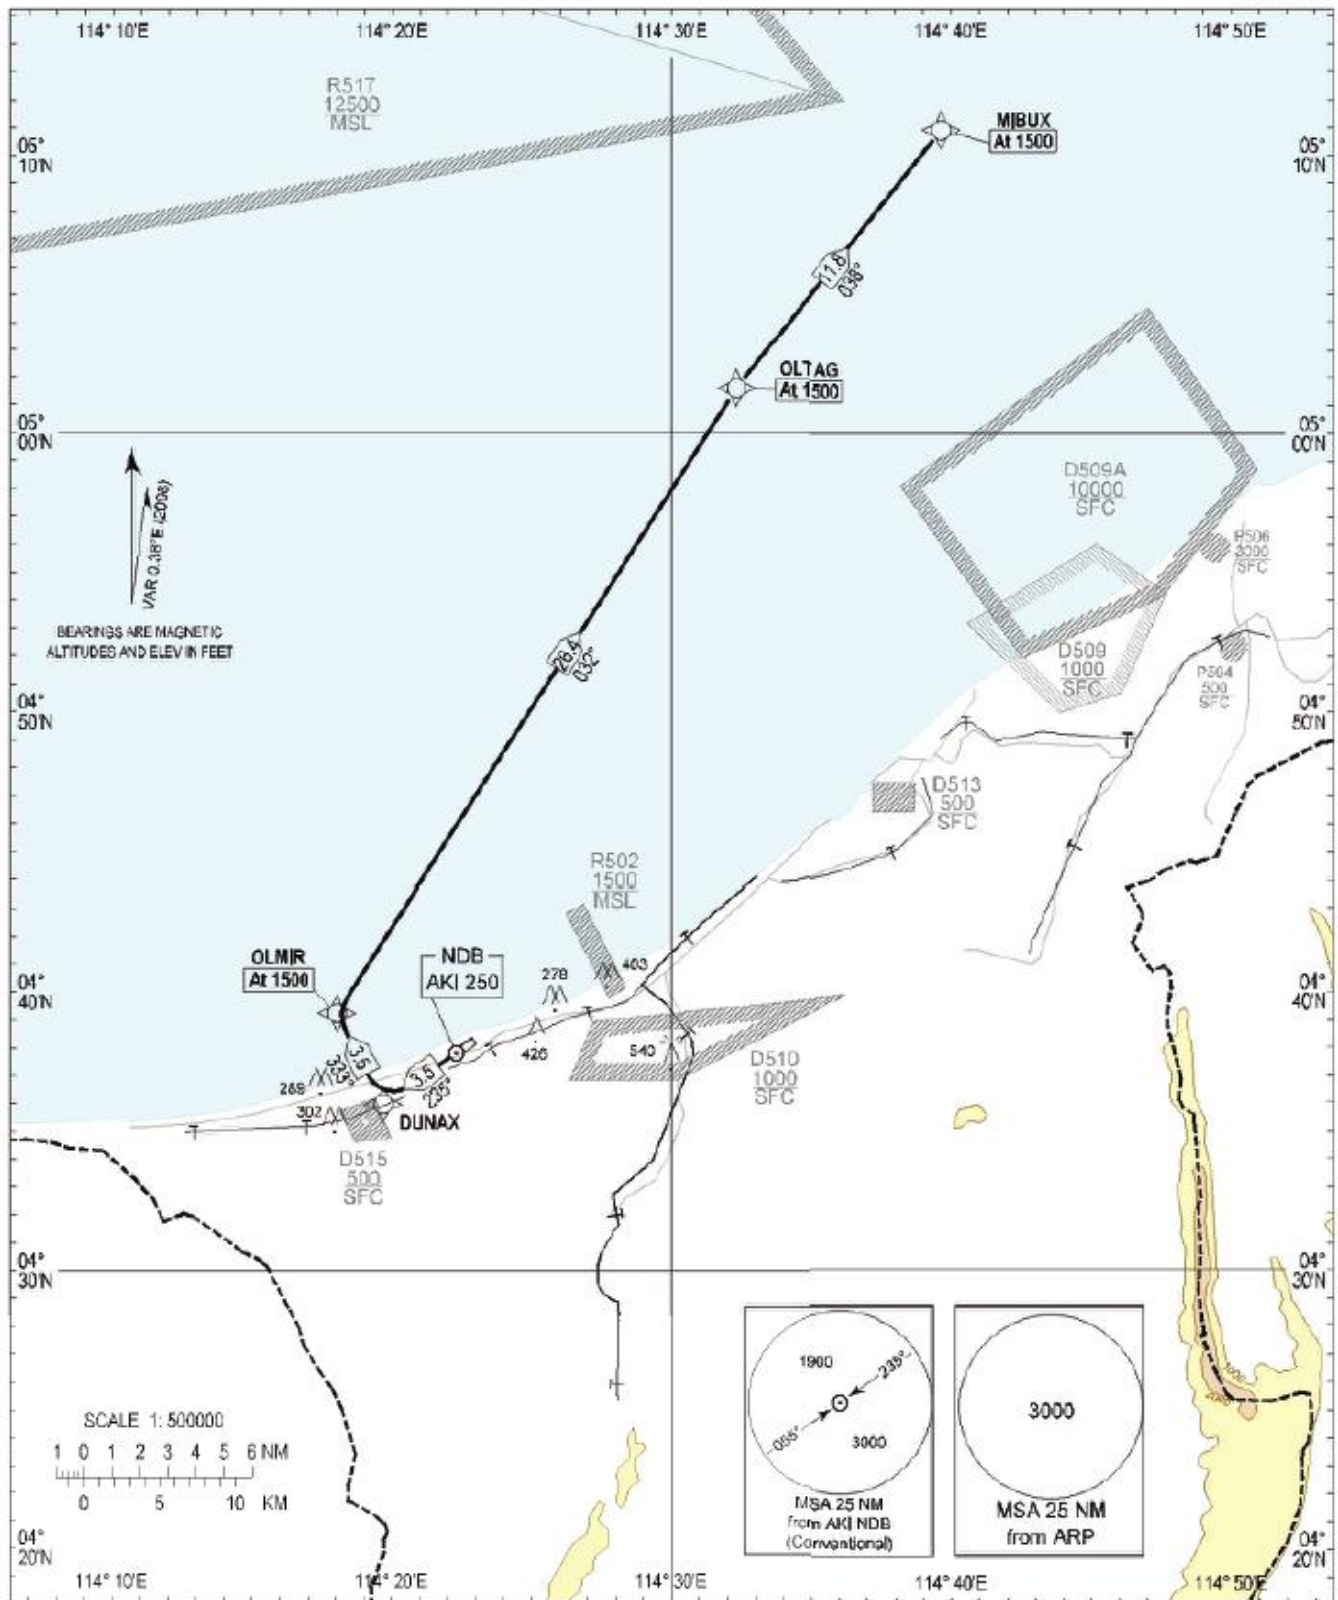 114° 10'E 114° 20'E 114° 30'E 114° 40'E 114° 50'E
R517
12500
MSL
MIBUX
At 1500
05°
10'N
05°
10'N
11.8
038°
OLTAG
At 1500
05°
00'N
05°
00'N
D509A
10000
SFC
VAR 0.38°E (2008)
SFC
BEARINGS ARE MAGNETIC
ALTITUDES AND ELEV IN FEET
26.4
032°
D509
1000
SFC
500
SFC
04°
50'N
04°
50'N
D513
500
SFC
R502
1500
MSL
OLMIR
At 1500
NDB
AKI 250
278
403
04°
40'N
04°
40'N
3.5
333°
3.5
235°
426
540
289
302
DUNAX
D510
1000
SFC
D515
500
SFC
04°
30'N
04°
30'N
1900
235°
055°
3000
MSA 25 NM
from AKI NDB
(Conventional)
3000
MSA 25 NM
from ARP
SCALE 1: 500000
1 0 1 2 3 4 5 6 NM
0 5 10 KM
04°
20'N
04°
20'N
114° 10'E 114° 20'E 114° 30'E 114° 40'E 114° 50'E